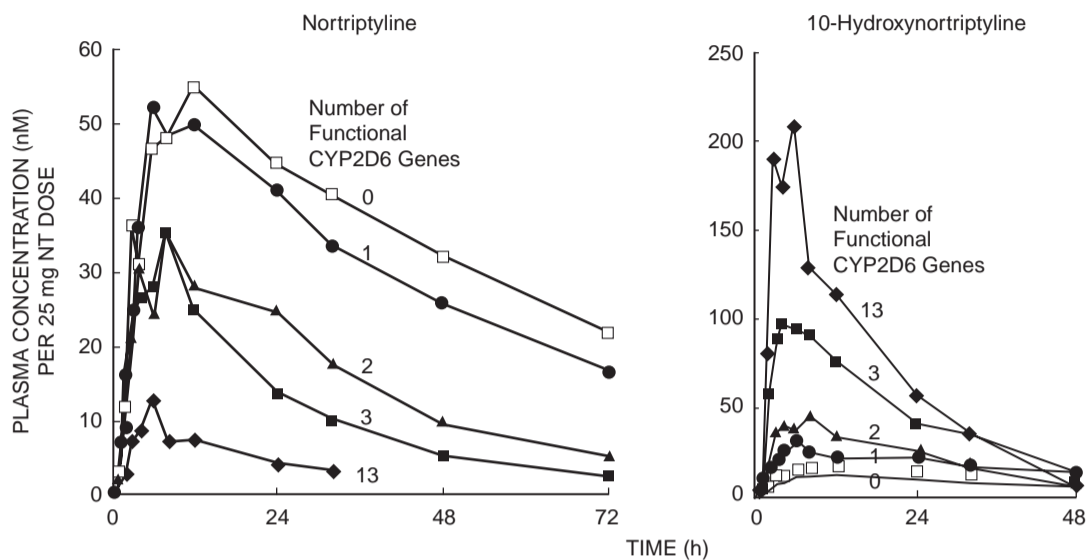 Nortriptyline
10-Hydroxynortriptyline
PLASMA CONCENTRATION (nM)
PER 25 mg NT DOSE
60
50
40
30
20
10
0
Number of
Functional
CYP2D6 Genes
0
1
2
3
13
0
24
48
72
250
200
150
100
50
0
Number of
Functional
CYP2D6 Genes
13
3
2
1
0
0
24
48
TIME (h)